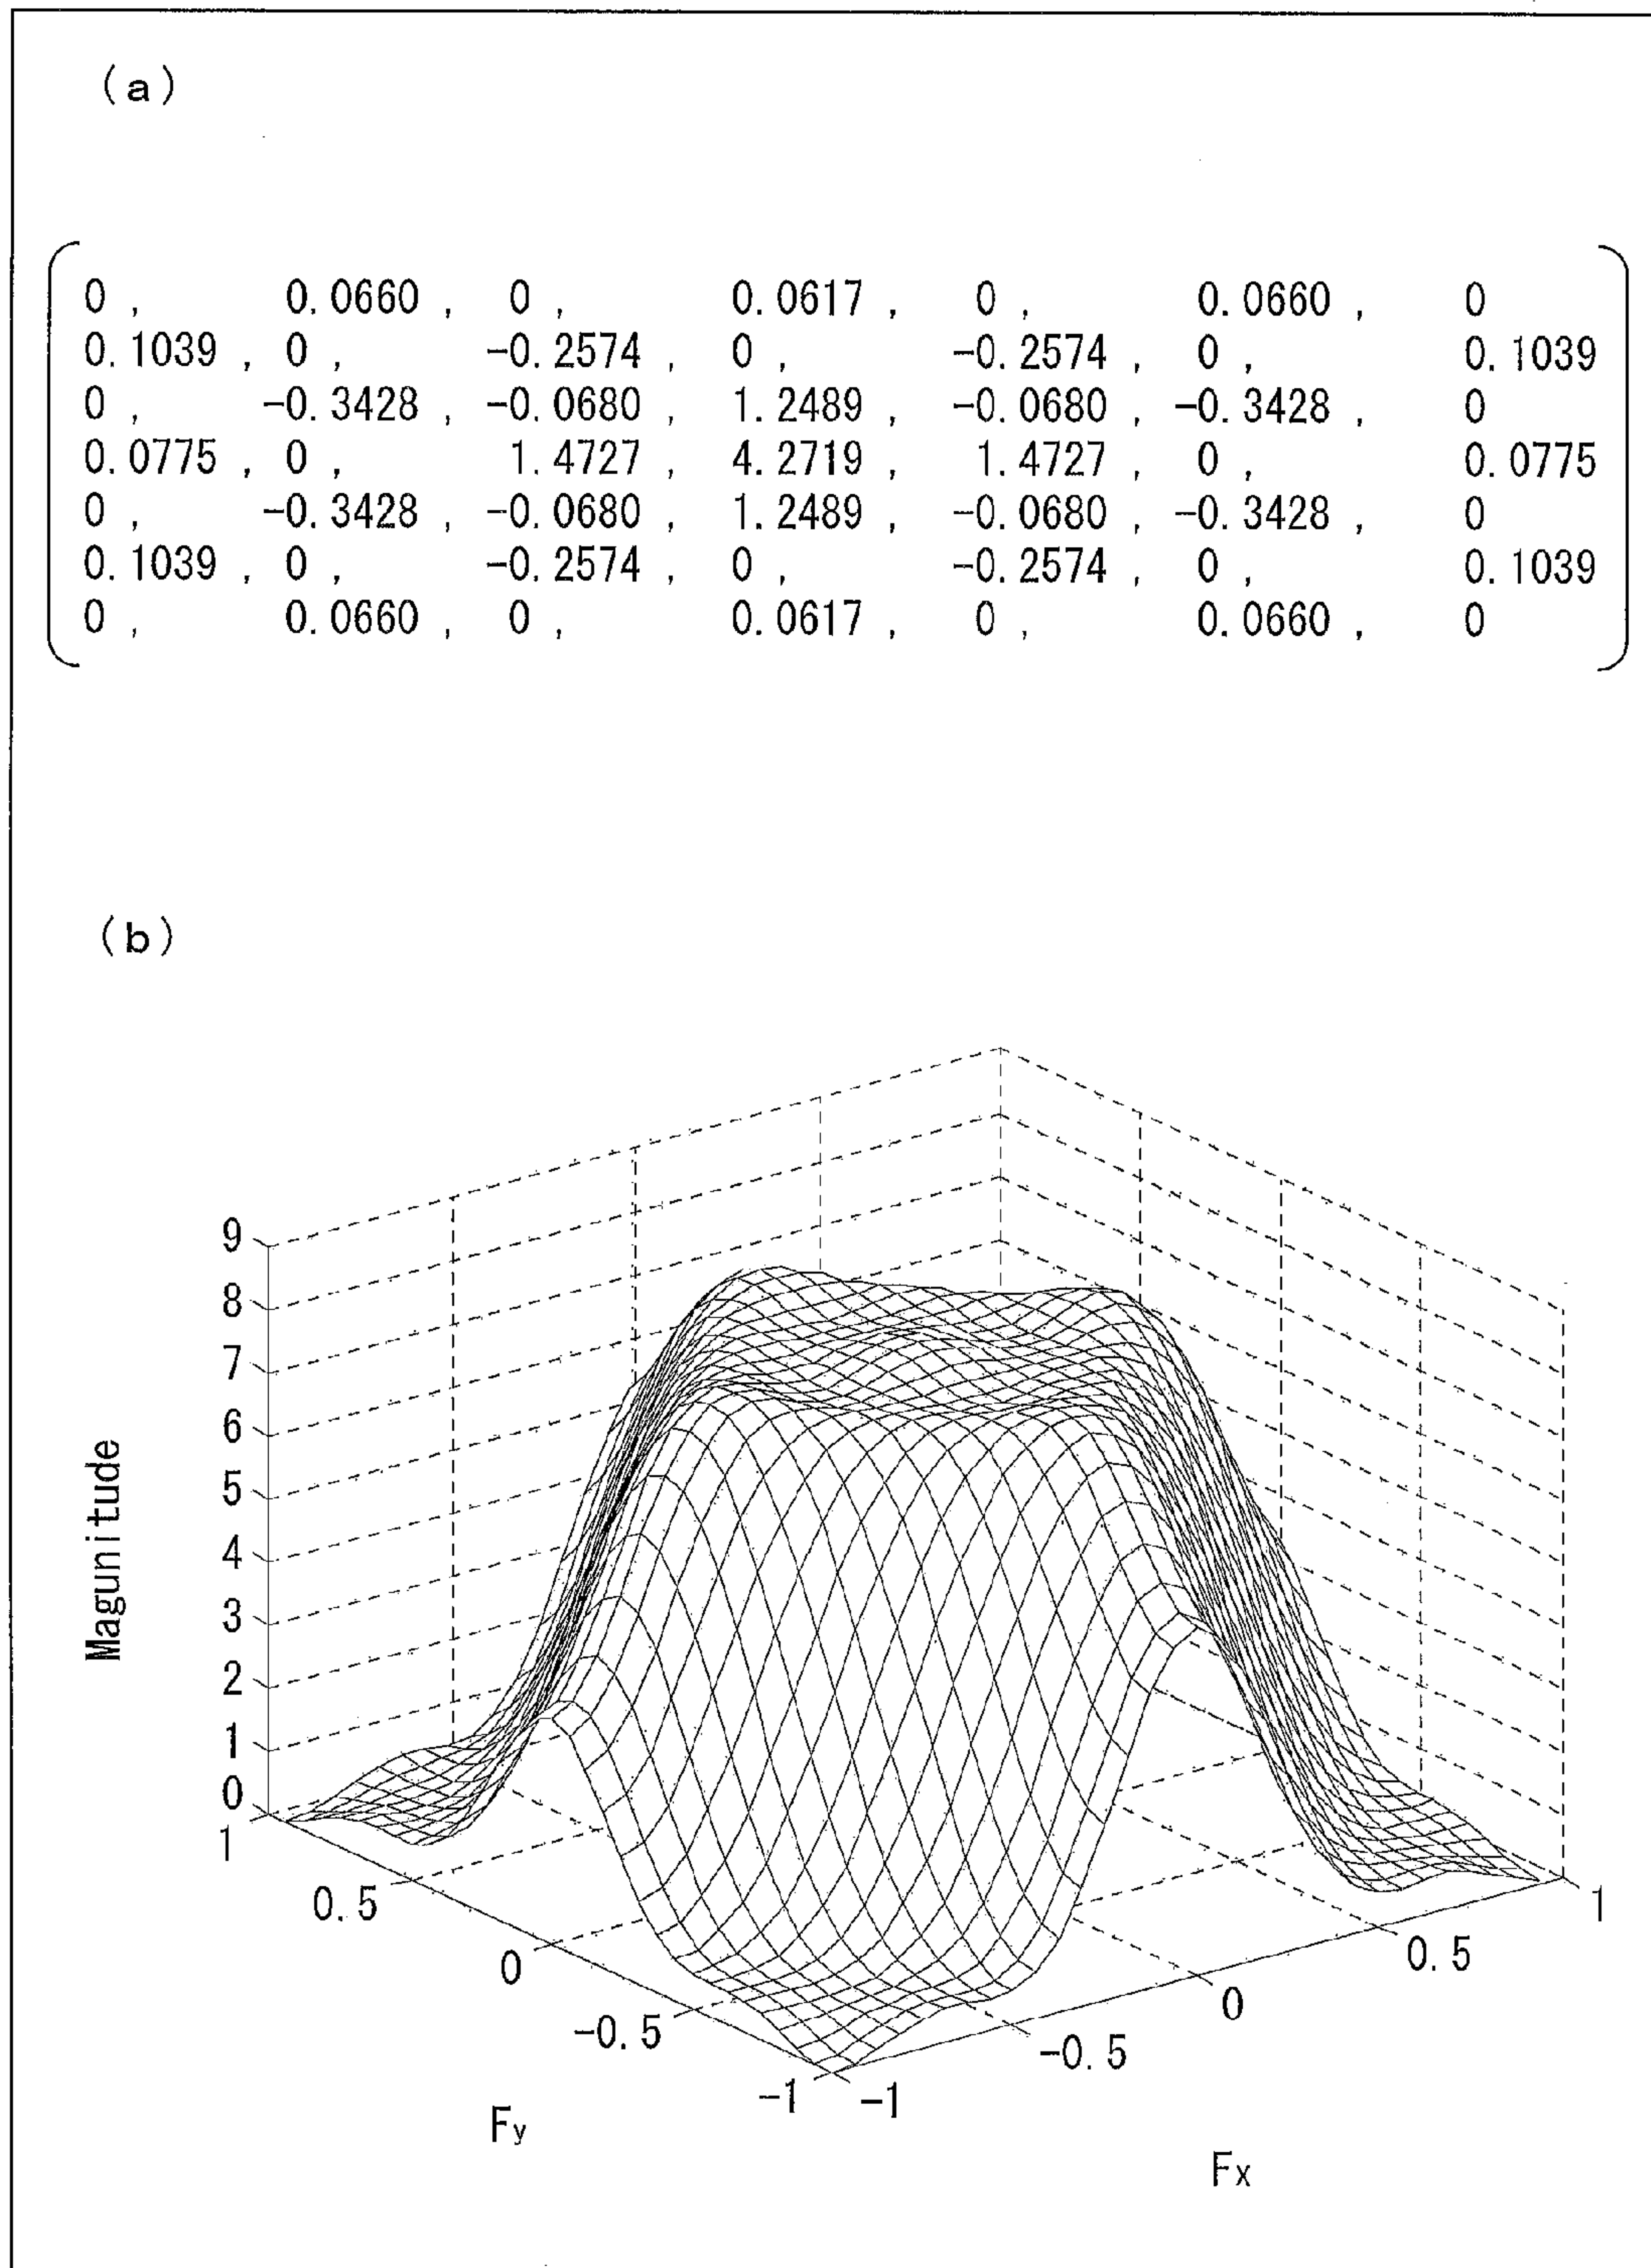 (a)
0 , 0.0660 , 0 , 0.0617 , 0 , 0.0660 , 0
0.1039 , 0 , -0.2574 , 0 , -0.2574 , 0 , 0.1039
0 , -0.3428 , -0.0680 , 1.2489 , -0.0680 , -0.3428 , 0
0.0775 , 0 , 1.4727 , 4.2719 , 1.4727 , 0 , 0.0775
0 , -0.3428 , -0.0680 , 1.2489 , -0.0680 , -0.3428 , 0
0.1039 , 0 , -0.2574 , 0 , -0.2574 , 0 , 0.1039
0 , 0.0660 , 0 , 0.0617 , 0 , 0.0660 , 0
(b)
Magunitude
9
8
7
6
5
4
3
2
1
0
1
0.5
0
-0.5
-1
Fy
-1
-0.5
0
0.5
1
Fx